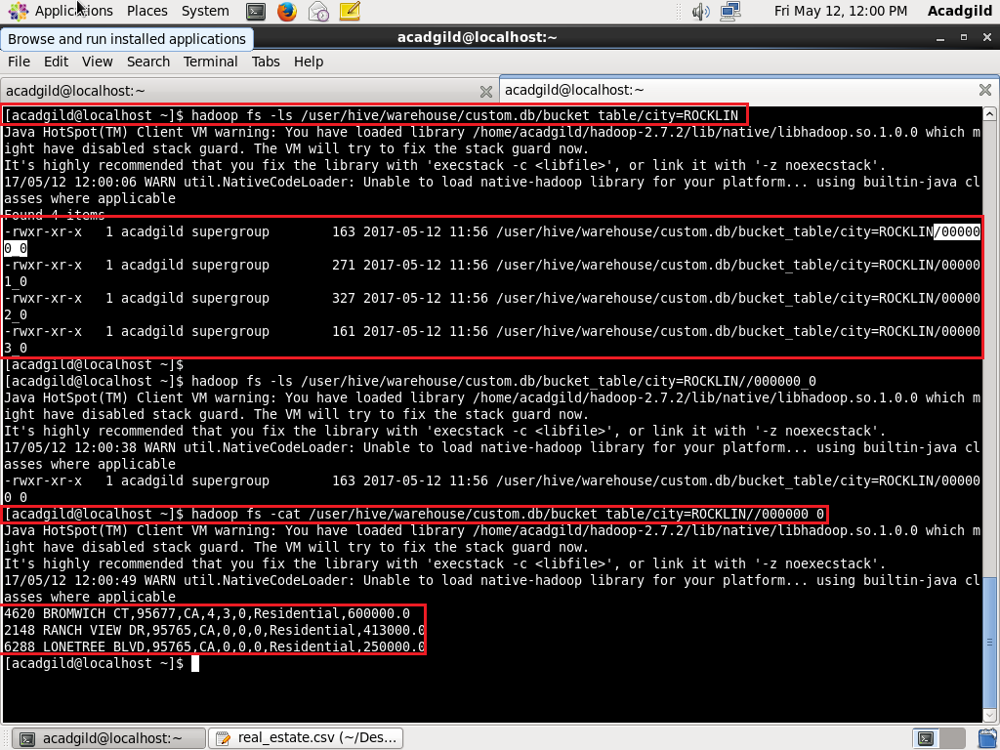 Applications Places System Fri May 12, 12:00 PM Acadgild
Browse and run installed applications
acadgild@localhost:~
File Edit View Search Terminal Tabs Help
acadgild@localhost:~
acadgild@localhost:~
[acadgild@localhost ~]$ hadoop fs -ls /user/hive/warehouse/custom.db/bucket_table/city=ROCKLIN
Java HotSpot(TM) Client VM warning: You have loaded library /home/acadgild/hadoop-2.7.2/lib/native/libhadoop.so.1.0.0 which m
ight have disabled stack guard. The VM will try to fix the stack guard now.
It's highly recommended that you fix the library with 'execstack -c <libfile>', or link it with '-z noexecstack'.
17/05/12 12:00:06 WARN util.NativeCodeLoader: Unable to load native-hadoop library for your platform... using builtin-java cl
asses where applicable
Found 4 items
-rwxr-xr-x   1 acadgild supergroup        163 2017-05-12 11:56 /user/hive/warehouse/custom.db/bucket_table/city=ROCKLIN/00000
0_0
-rwxr-xr-x   1 acadgild supergroup        271 2017-05-12 11:56 /user/hive/warehouse/custom.db/bucket_table/city=ROCKLIN/00000
1_0
-rwxr-xr-x   1 acadgild supergroup        327 2017-05-12 11:56 /user/hive/warehouse/custom.db/bucket_table/city=ROCKLIN/00000
2_0
-rwxr-xr-x   1 acadgild supergroup        161 2017-05-12 11:56 /user/hive/warehouse/custom.db/bucket_table/city=ROCKLIN/00000
3_0
[acadgild@localhost ~]$
[acadgild@localhost ~]$ hadoop fs -ls /user/hive/warehouse/custom.db/bucket_table/city=ROCKLIN//000000_0
Java HotSpot(TM) Client VM warning: You have loaded library /home/acadgild/hadoop-2.7.2/lib/native/libhadoop.so.1.0.0 which m
ight have disabled stack guard. The VM will try to fix the stack guard now.
It's highly recommended that you fix the library with 'execstack -c <libfile>', or link it with '-z noexecstack'.
17/05/12 12:00:38 WARN util.NativeCodeLoader: Unable to load native-hadoop library for your platform... using builtin-java cl
asses where applicable
-rwxr-xr-x   1 acadgild supergroup        163 2017-05-12 11:56 /user/hive/warehouse/custom.db/bucket_table/city=ROCKLIN/00000
0_0
[acadgild@localhost ~]$ hadoop fs -cat /user/hive/warehouse/custom.db/bucket_table/city=ROCKLIN//000000_0
Java HotSpot(TM) Client VM warning: You have loaded library /home/acadgild/hadoop-2.7.2/lib/native/libhadoop.so.1.0.0 which m
ight have disabled stack guard. The VM will try to fix the stack guard now.
It's highly recommended that you fix the library with 'execstack -c <libfile>', or link it with '-z noexecstack'.
17/05/12 12:00:49 WARN util.NativeCodeLoader: Unable to load native-hadoop library for your platform... using builtin-java cl
asses where applicable
4620 BROMWICH CT,95677,CA,4,3,0,Residential,600000.0
2148 RANCH VIEW DR,95765,CA,0,0,0,Residential,413000.0
6288 LONETREE BLVD,95765,CA,0,0,0,Residential,250000.0
[acadgild@localhost ~]$
acadgild@localhost:~
real_estate.csv (~/Des...